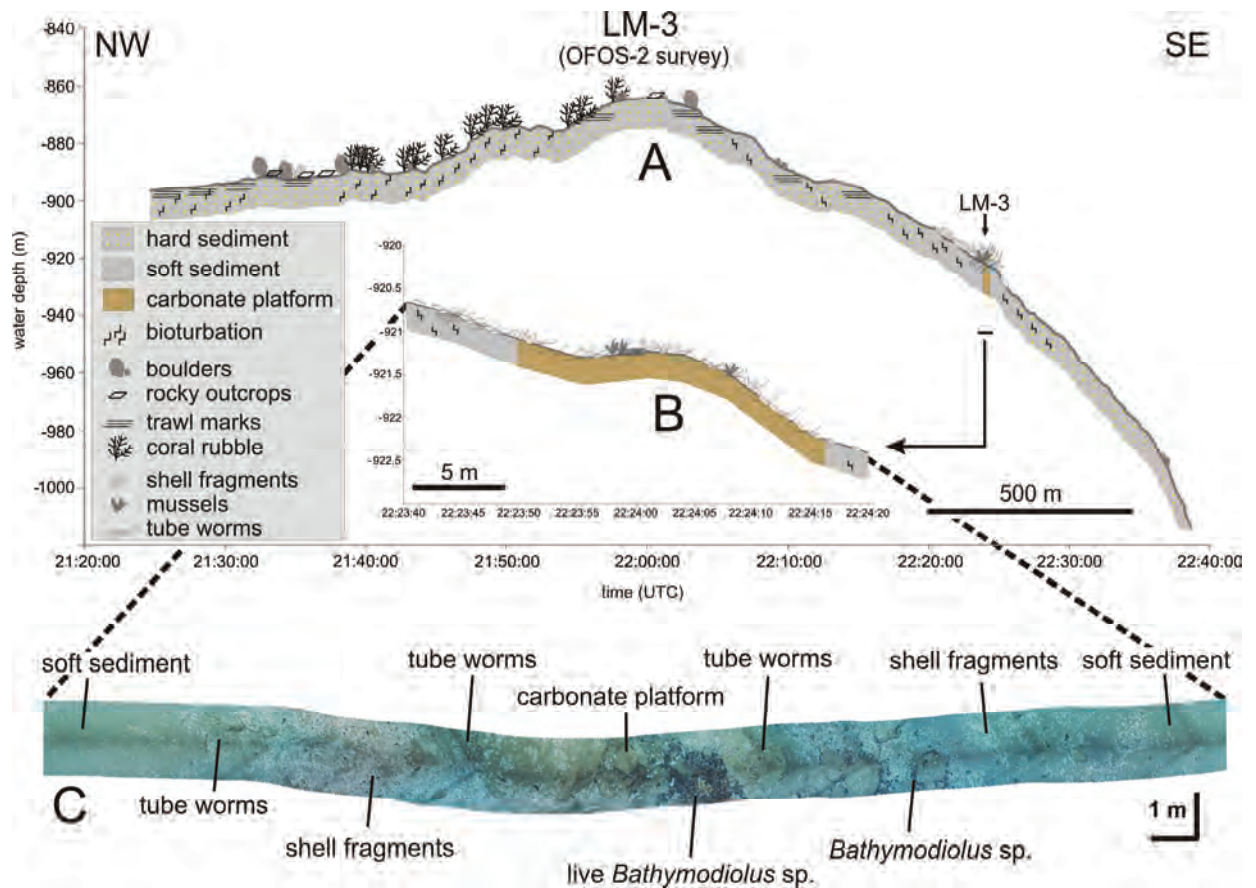 LM-3
(OFOS-2 survey)
NW
SE
-840
-860
-880
-900
-920
-940
-960
-980
-1000
water depth (m)
A
LM-3
hard sediment
soft sediment
carbonate platform
bioturbation
boulders
rocky outcrops
trawl marks
coral rubble
shell fragments
mussels
tube worms
-920
-920.5
-921
-921.5
-922
-922.5
B
5 m
500 m
22:23:40 22:23:45 22:23:50 22:23:55 22:24:00 22:24:05 22:24:10 22:24:15 22:24:20
21:20:00 21:30:00 21:40:00 21:50:00 22:00:00 22:10:00 22:20:00 22:30:00 22:40:00
time (UTC)
soft sediment
tube worms
carbonate platform
tube worms
shell fragments
soft sediment
C
tube worms
shell fragments
live Bathymodiolus sp.
Bathymodiolus sp.
1 m